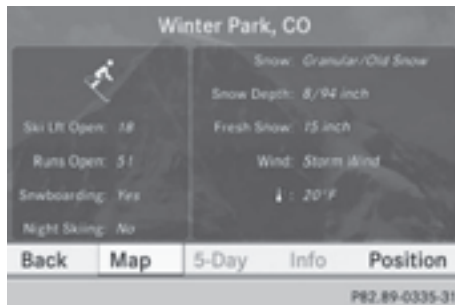 Winter Park, CO
Ski Lift Open: 18
Runs Open: 51
Snwboarding: Yes
Night Skiing: No
Snow: Granular/Old Snow
Snow Depth: 8/94 inch
Fresh Snow: 15 inch
Wind: Storm Wind
: 20°F
Back Map 5-Day Info Position
P82.89-0335-31